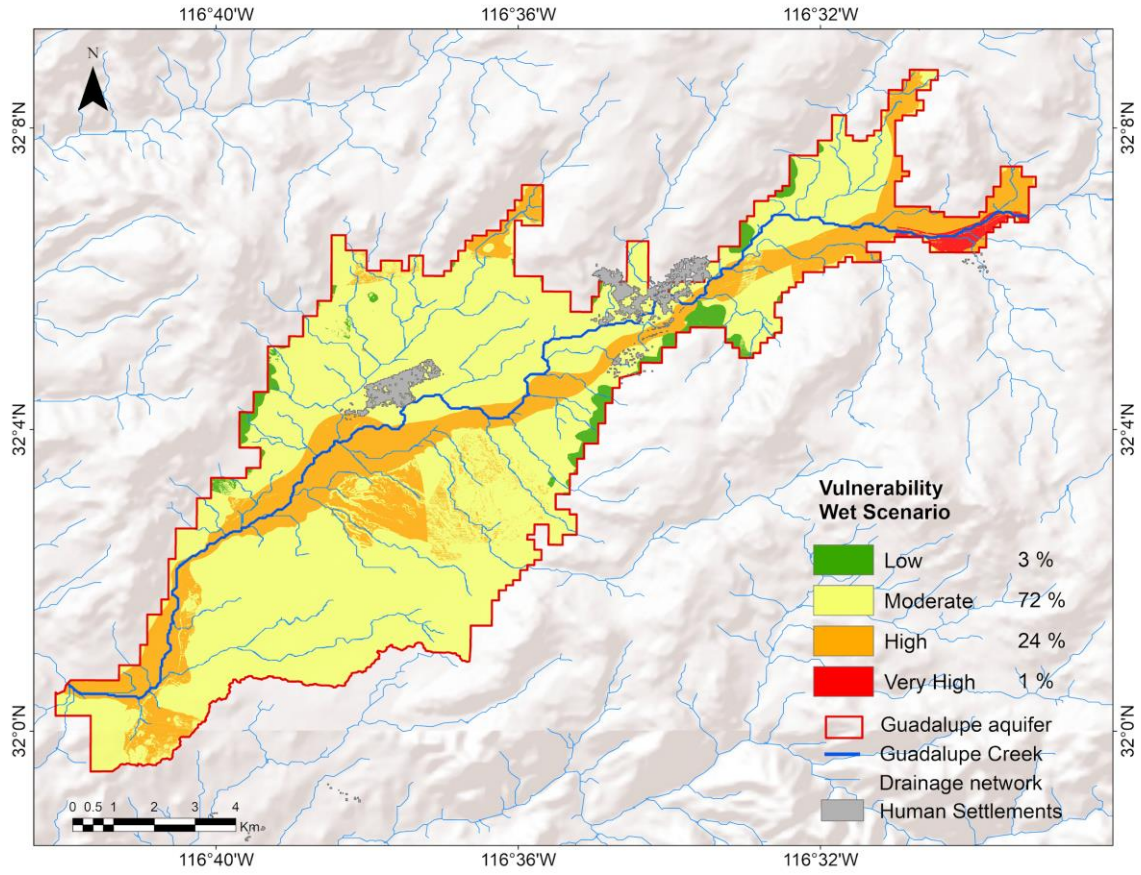 116°40'W 116°36'W 116°32'W
N
32°8'N 32°8'N
32°4'N 32°4'N
Vulnerability
Wet Scenario
Low 3 %
Moderate 72 %
High 24 %
Very High 1 %
32°0'N 32°0'N
Guadalupe aquifer
Guadalupe Creek
Drainage network
Human Settlements
0 0.5 1 2 3 4
Km
116°40'W 116°36'W 116°32'W